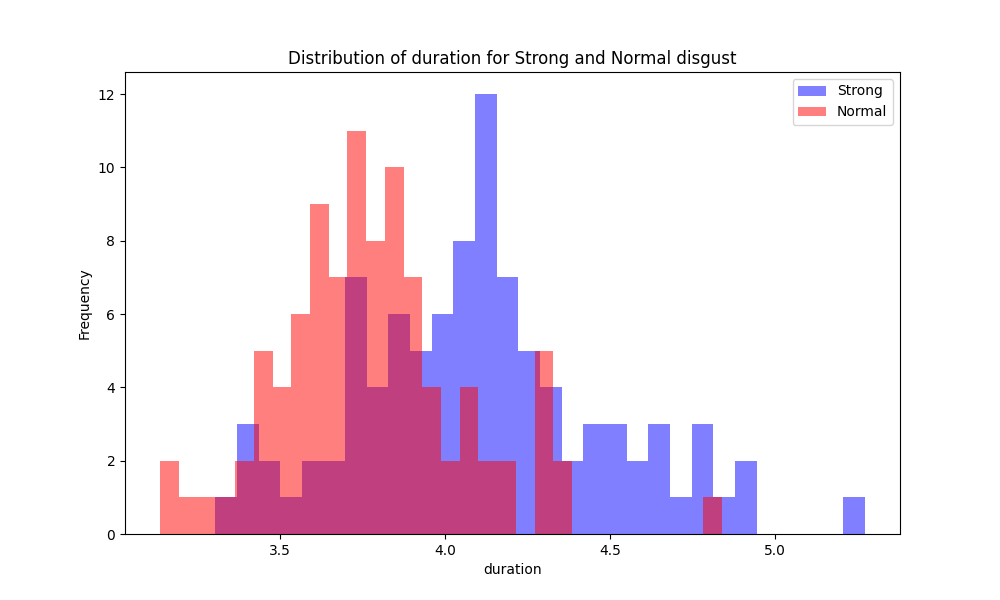 Distribution of duration for Strong and Normal disgust
Strong
Normal
12
10
8
6
4
2
0
Frequency
3.5 4.0 4.5 5.0
duration